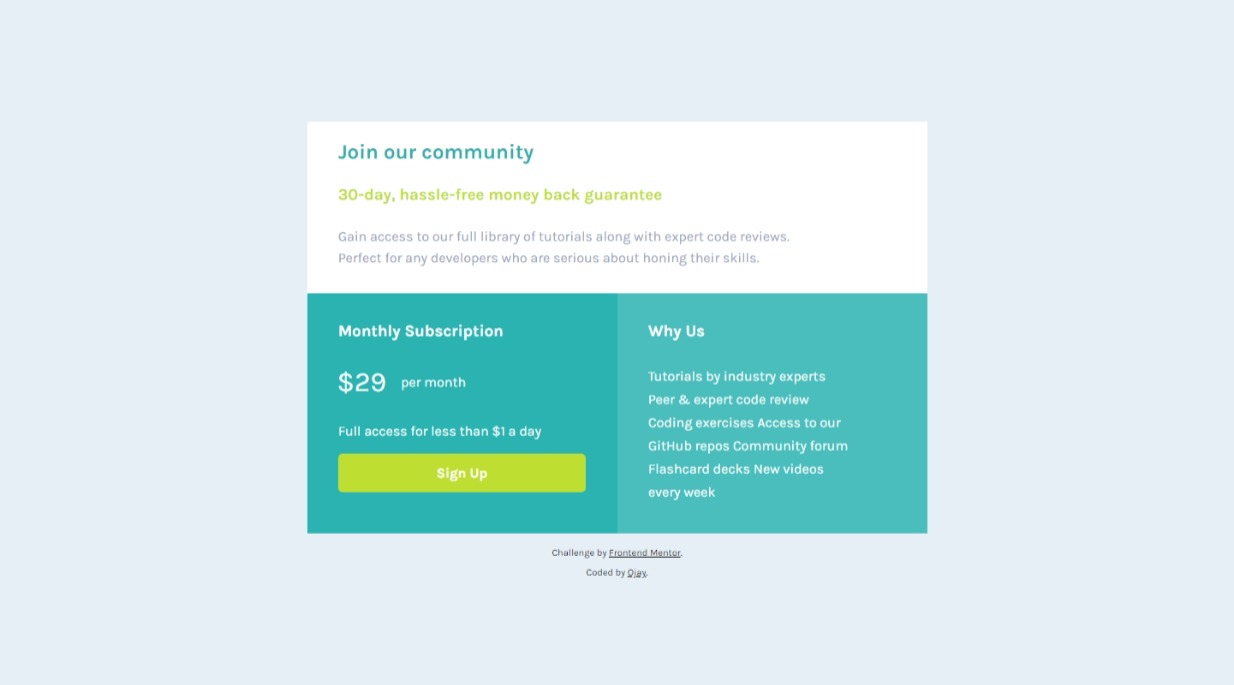 Join our community
30-day, hassle-free money back guarantee
Gain access to our full library of tutorials along with expert code reviews.
Perfect for any developers who are serious about honing their skills.
Monthly Subscription
$29 per month
Full access for less than $1 a day
Sign Up
Why Us
Tutorials by industry experts
Peer & expert code review
Coding exercises Access to our
GitHub repos Community forum
Flashcard decks New videos
every week
Challenge by Frontend Mentor.
Coded by